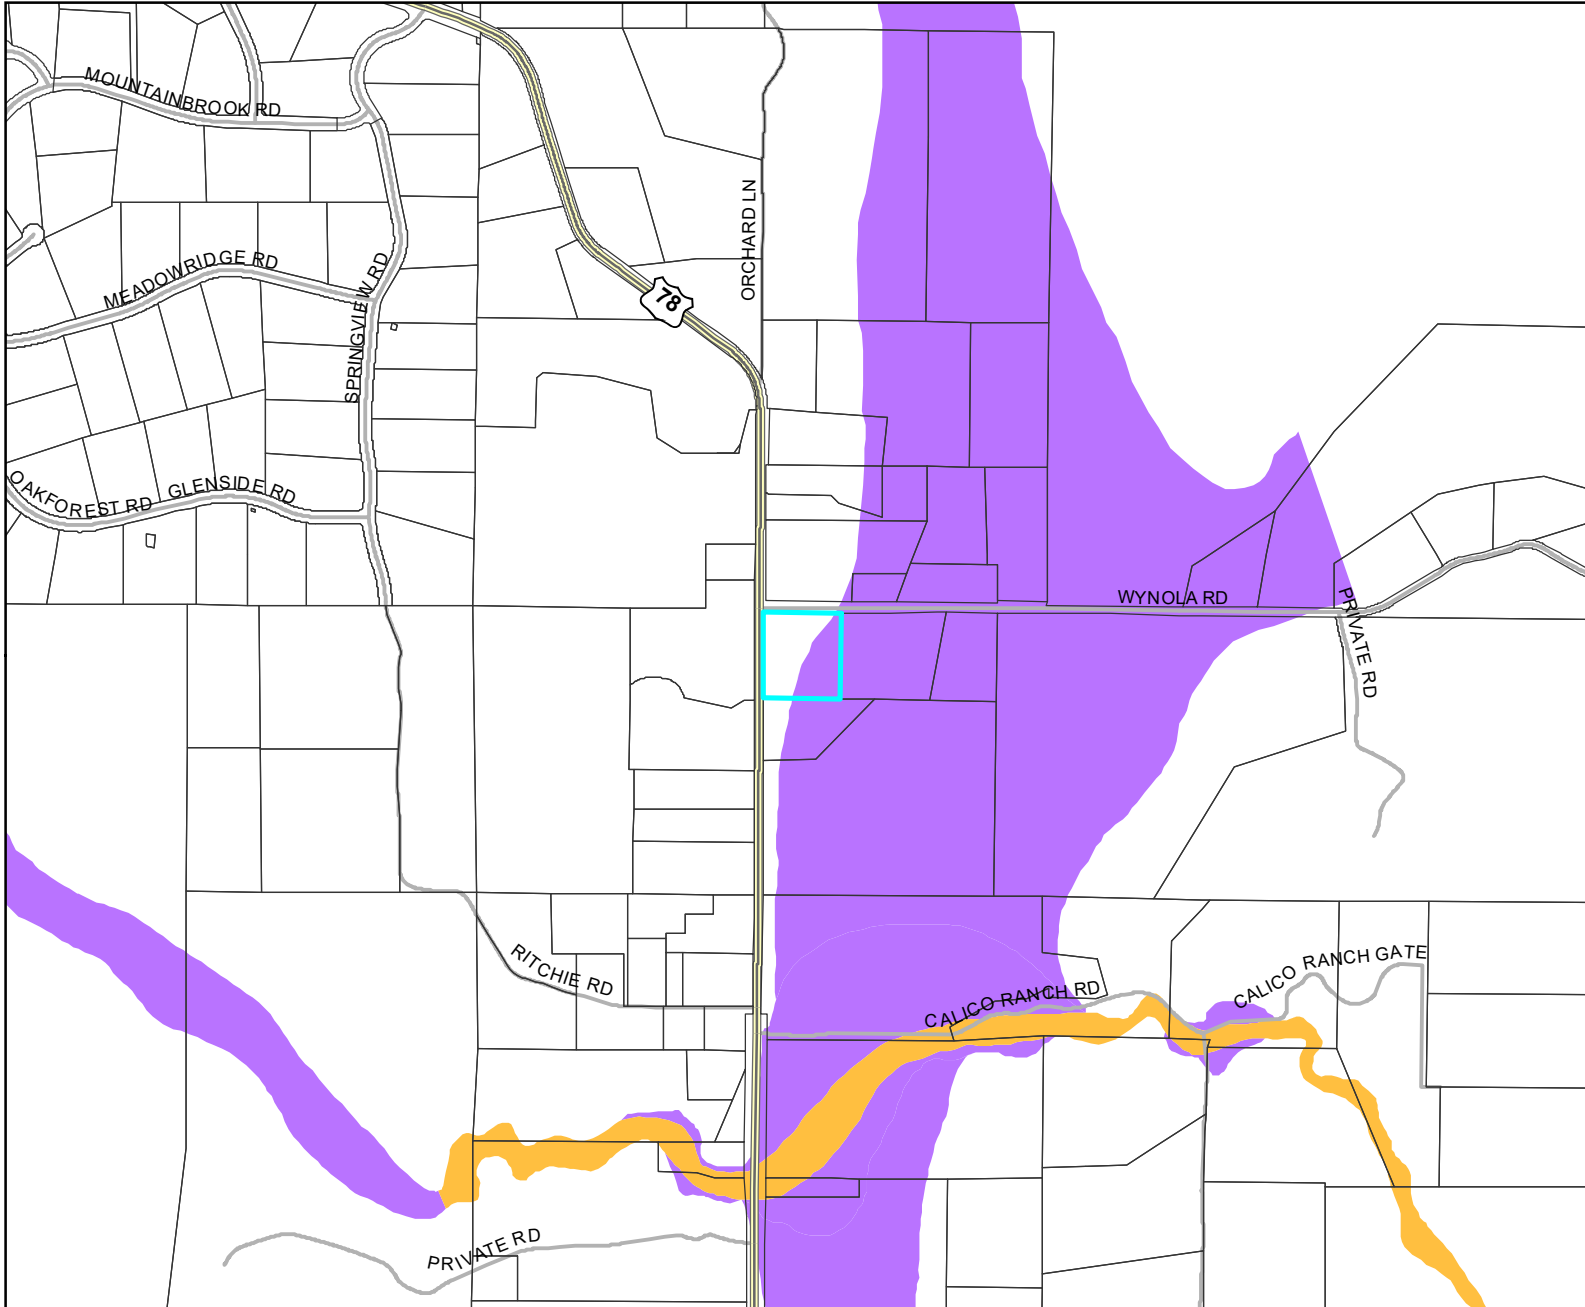 MOUNTAINBROOK RD
ORCHARD LN
MEADOWRIDGE RD
SPRINGVIEW RD
78
OAKFOREST RD
GLENSIDE RD
WYNOLA RD
PRIVATE RD
RITCHIE RD
CALICO RANCH RD
CALICO RANCH GATE
PRIVATE RD